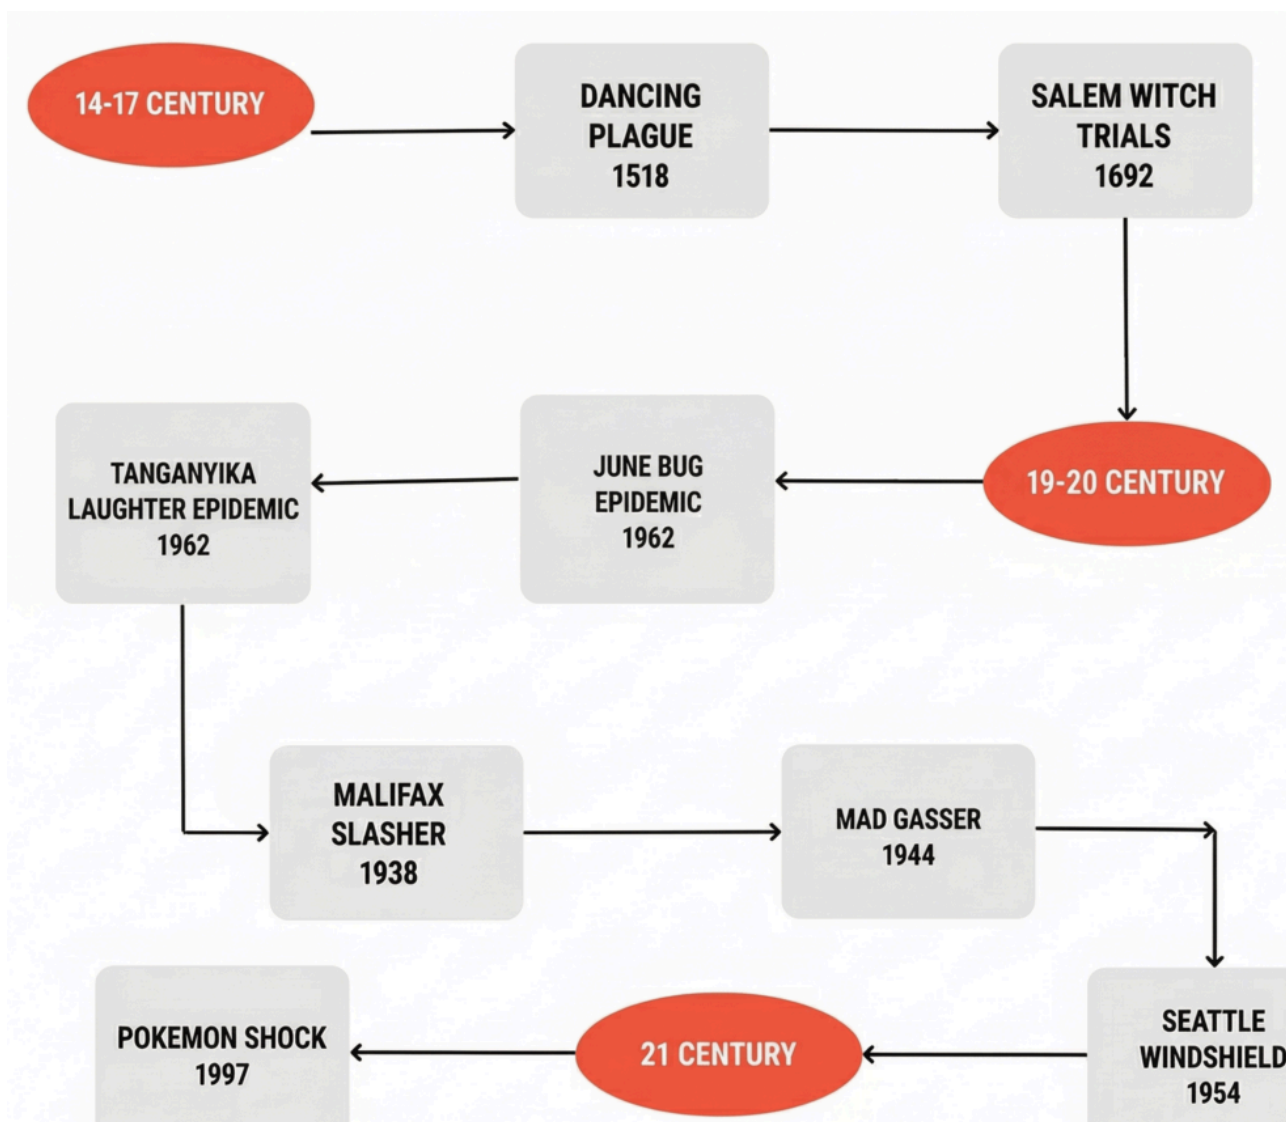 14-17 CENTURY
DANCING
PLAGUE
1518
SALEM WITCH
TRIALS
1692
19-20 CENTURY
JUNE BUG
EPIDEMIC
1962
TANGANYIKA
LAUGHTER EPIDEMIC
1962
MALIFAX
SLASHER
1938
MAD GASSER
1944
SEATTLE
WINDSHIELD
1954
21 CENTURY
POKEMON SHOCK
1997